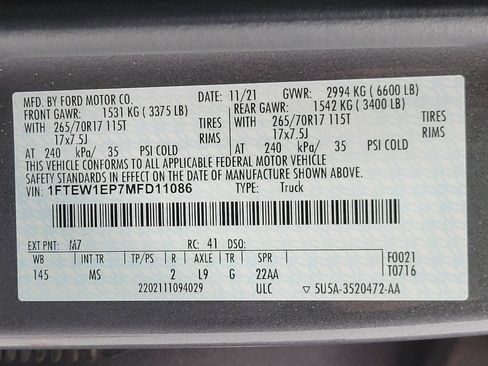 MFD. BY FORD MOTOR CO. DATE: 11/21 GVWR: 2994 KG ( 6600 LB)
FRONT GAWR: 1531 KG ( 3375 LB) REAR GAWR: 1542 KG ( 3400 LB)
WITH 265/70R17 115T TIRES WITH 265/70R17 115T TIRES
17x7.5J RIMS 17x7.5J RIMS
AT 240 kPa/ 35 PSI COLD AT 240 kPa/ 35 PSI COLD
THIS VEHICLE CONFORMS TO ALL APPLICABLE FEDERAL MOTOR VEHICLE
SAFETY STANDARDS IN EFFECT ON THE DATE OF MANUFACTURE SHOWN ABOVE.
VIN: 1FTEW1EP7MFD11086 TYPE: Truck
EXT PNT: M7 RC: 41 DSO:
WB INT TR TP/PS R AXLE TR SPR F0021
145 MS 2 L9 G 22AA T0716
2202111094029 ULC 5U5A-3520472-AA